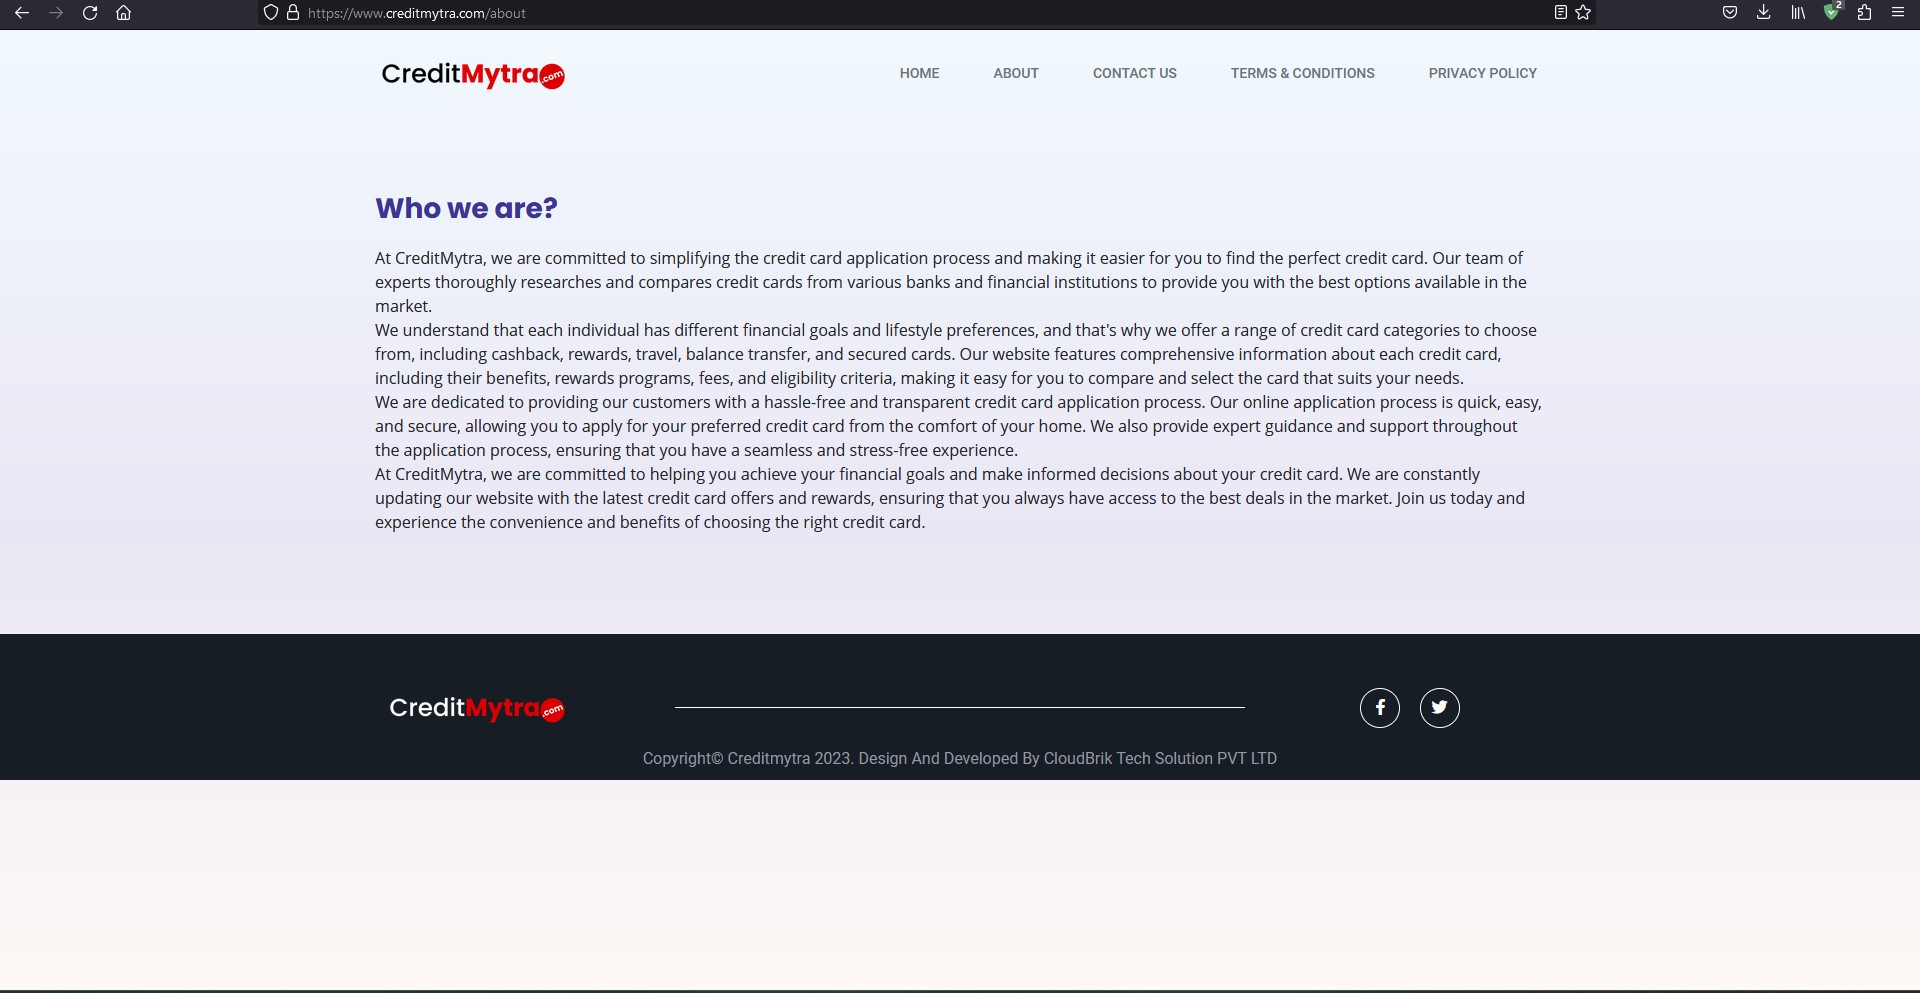 https://www.creditmytra.com/about
2
CreditMytra.com
HOME
ABOUT
CONTACT US
TERMS & CONDITIONS
PRIVACY POLICY
Who we are?
At CreditMytra, we are committed to simplifying the credit card application process and making it easier for you to find the perfect credit card. Our team of
experts thoroughly researches and compares credit cards from various banks and financial institutions to provide you with the best options available in the
market.
We understand that each individual has different financial goals and lifestyle preferences, and that's why we offer a range of credit card categories to choose
from, including cashback, rewards, travel, balance transfer, and secured cards. Our website features comprehensive information about each credit card,
including their benefits, rewards programs, fees, and eligibility criteria, making it easy for you to compare and select the card that suits your needs.
We are dedicated to providing our customers with a hassle-free and transparent credit card application process. Our online application process is quick, easy,
and secure, allowing you to apply for your preferred credit card from the comfort of your home. We also provide expert guidance and support throughout
the application process, ensuring that you have a seamless and stress-free experience.
At CreditMytra, we are committed to helping you achieve your financial goals and make informed decisions about your credit card. We are constantly
updating our website with the latest credit card offers and rewards, ensuring that you always have access to the best deals in the market. Join us today and
experience the convenience and benefits of choosing the right credit card.
CreditMytra.com
Copyright© Creditmytra 2023. Design And Developed By CloudBrik Tech Solution PVT LTD